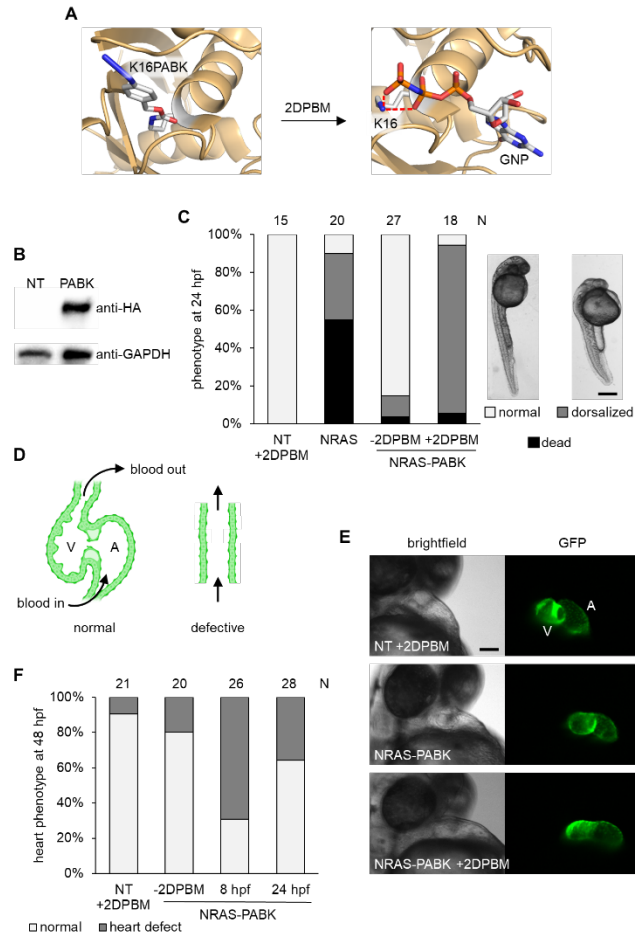 A
K16PABK
2DPBM
K16
GNP
B
NT PABK
anti-HA
anti-GAPDH
C
15 20 27 18 N
100%
80%
60%
40%
20%
0%
phenotype at 24 hpf
NT
+2DPBM
NRAS
-2DPBM +2DPBM
NRAS-PABK
normal
dorsalized
dead
D
blood out
V A
blood in
normal
defective
E
brightfield GFP
NT +2DPBM
A
V
NRAS-PABK
NRAS-PABK +2DPBM
F
21 20 26 28 N
100%
80%
60%
40%
20%
0%
heart phenotype at 48 hpf
NT
+2DPBM
-2DPBM 8 hpf 24 hpf
NRAS-PABK
normal heart defect